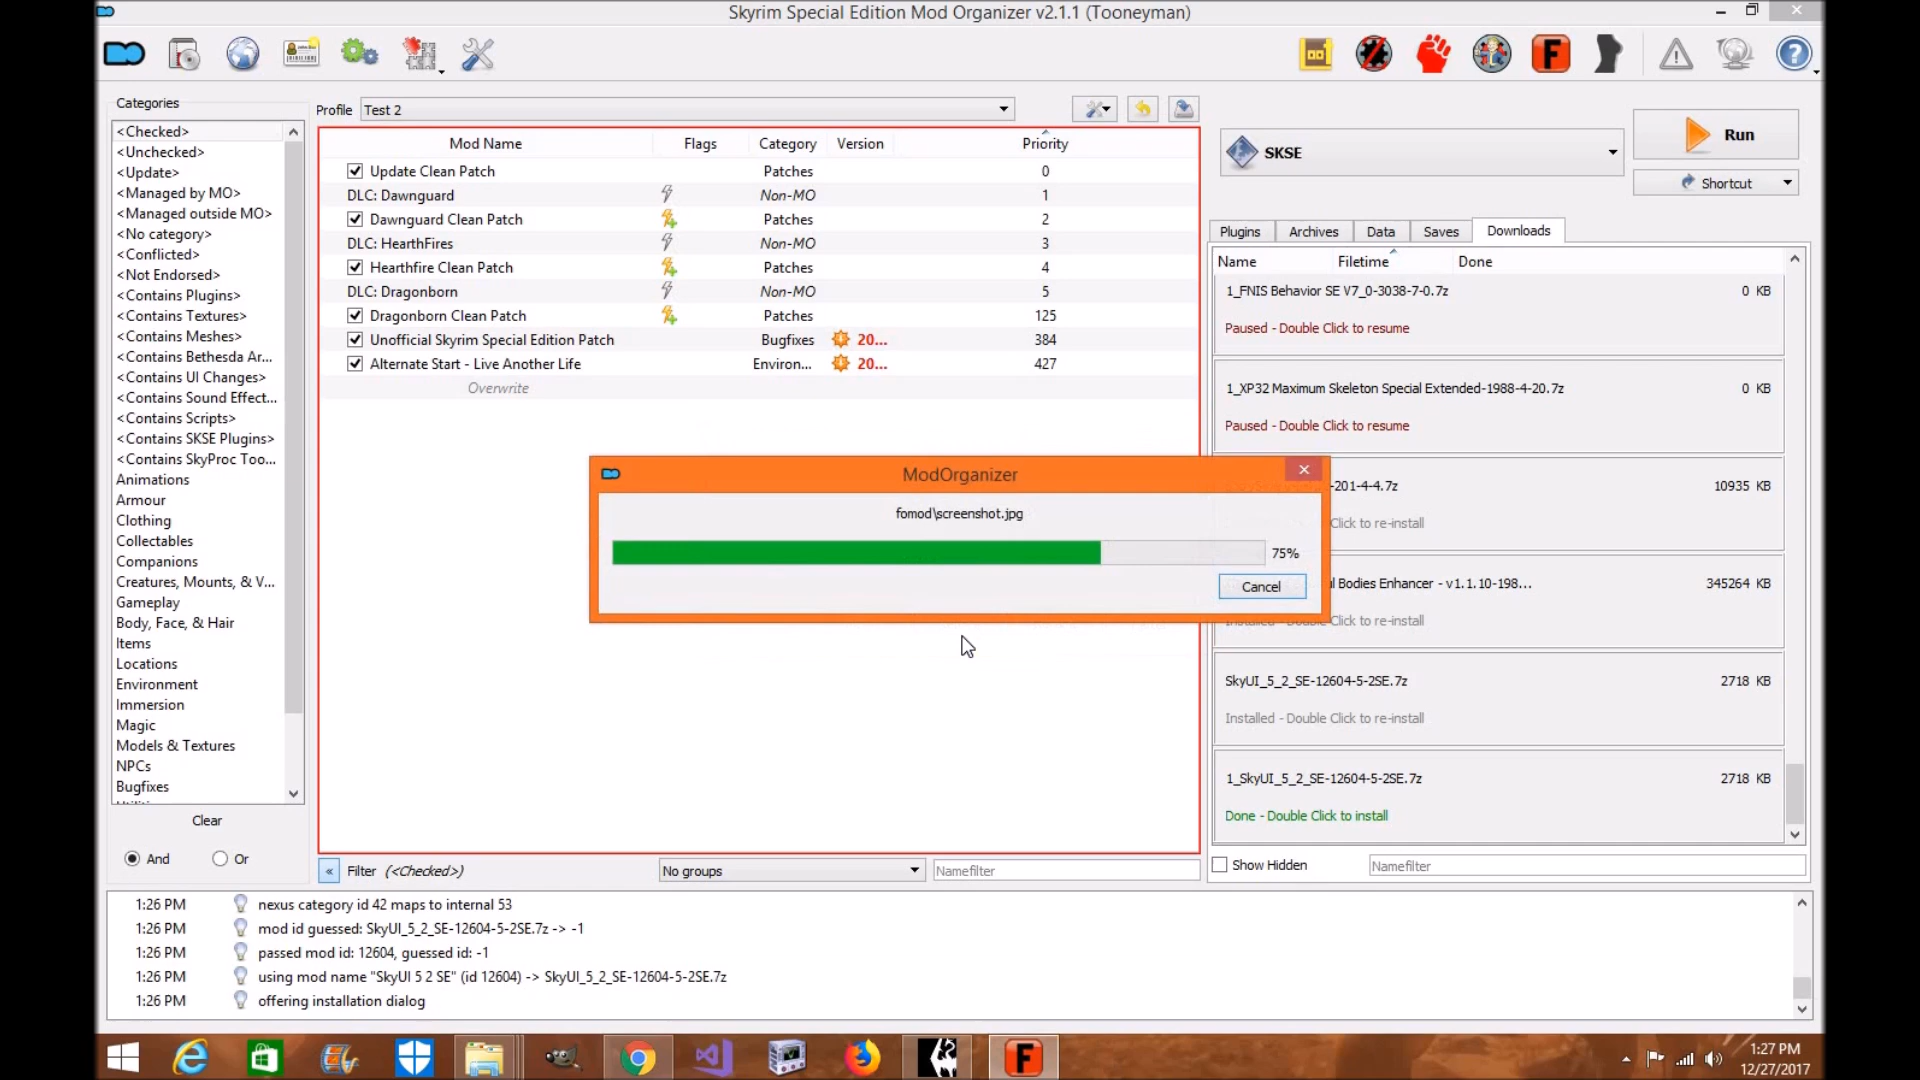 Skyrim Special Edition Mod Organizer v2.1.1 (Tooneyman)
Categories
<Checked>
<Unchecked>
<Update>
<Managed by MO>
<Managed outside MO>
<No category>
<Conflicted>
<Not Endorsed>
<Contains Plugins>
<Contains Textures>
<Contains Meshes>
<Contains Bethesda Ar...
<Contains UI Changes>
<Contains Sound Effect...
<Contains Scripts>
<Contains SKSE Plugins>
<Contains SkyProc Too...
Animations
Armour
Clothing
Collectables
Companions
Creatures, Mounts, & V...
Gameplay
Body, Face, & Hair
Items
Locations
Environment
Immersion
Magic
Models & Textures
NPCs
Bugfixes
Clear
And Or
Profile Test 2
Mod Name Flags Category Version Priority
Update Clean Patch Patches 0
DLC: Dawnguard Non-MO 1
Dawnguard Clean Patch Patches 2
DLC: HearthFires Non-MO 3
Hearthfire Clean Patch Patches 4
DLC: Dragonborn Non-MO 5
Dragonborn Clean Patch Patches 125
Unofficial Skyrim Special Edition Patch Bugfixes 20... 384
Alternate Start - Live Another Life Environ... 20... 427
Overwrite
« Filter (<Checked>) No groups Namefilter
ModOrganizer
fomod\screenshot.jpg
75%
Cancel
SKSE
Run
Shortcut
Plugins Archives Data Saves Downloads
Name Filetime Done
1_FNIS Behavior SE V7_0-3038-7-0.7z 0 KB
Paused - Double Click to resume
1_XP32 Maximum Skeleton Special Extended-1988-4-20.7z 0 KB
Paused - Double Click to resume
-201-4-4.7z 10935 KB
Click to re-install
l Bodies Enhancer - v1.1.10-198... 345264 KB
Installed - Double Click to re-install
SkyUI_5_2_SE-12604-5-2SE.7z 2718 KB
Installed - Double Click to re-install
1_SkyUI_5_2_SE-12604-5-2SE.7z 2718 KB
Done - Double Click to install
Show Hidden Namefilter
1:26 PM nexus category id 42 maps to internal 53
1:26 PM mod id guessed: SkyUI_5_2_SE-12604-5-2SE.7z -> -1
1:26 PM passed mod id: 12604, guessed id: -1
1:26 PM using mod name "SkyUI 5 2 SE" (id 12604) -> SkyUI_5_2_SE-12604-5-2SE.7z
1:26 PM offering installation dialog
F
F
1:27 PM
12/27/2017